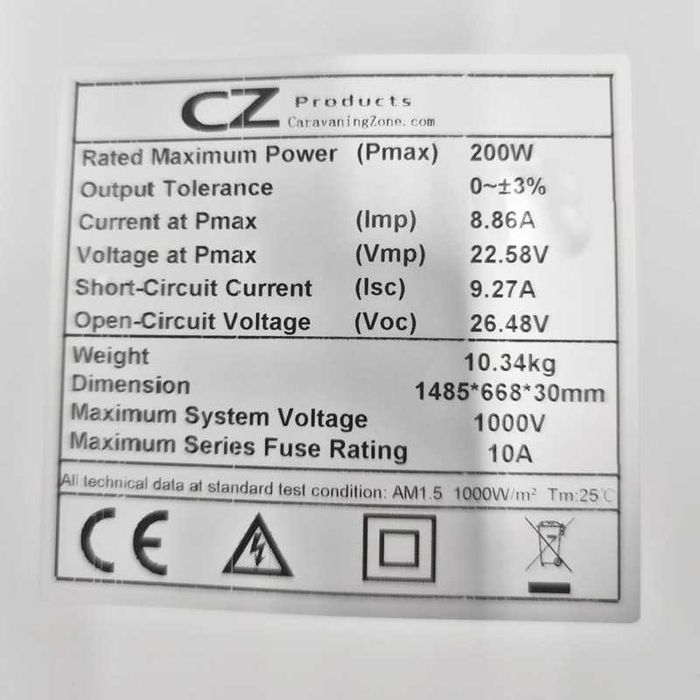 CZ Products
CaravaningZone.com
Rated Maximum Power (Pmax) 200W
Output Tolerance 0~±3%
Current at Pmax (Imp) 8.86A
Voltage at Pmax (Vmp) 22.58V
Short-Circuit Current (Isc) 9.27A
Open-Circuit Voltage (Voc) 26.48V
Weight 10.34kg
Dimension 1485*668*30mm
Maximum System Voltage 1000V
Maximum Series Fuse Rating 10A
All technical data at standard test condition: AM1.5 1000W/m² Tm:25℃
CE